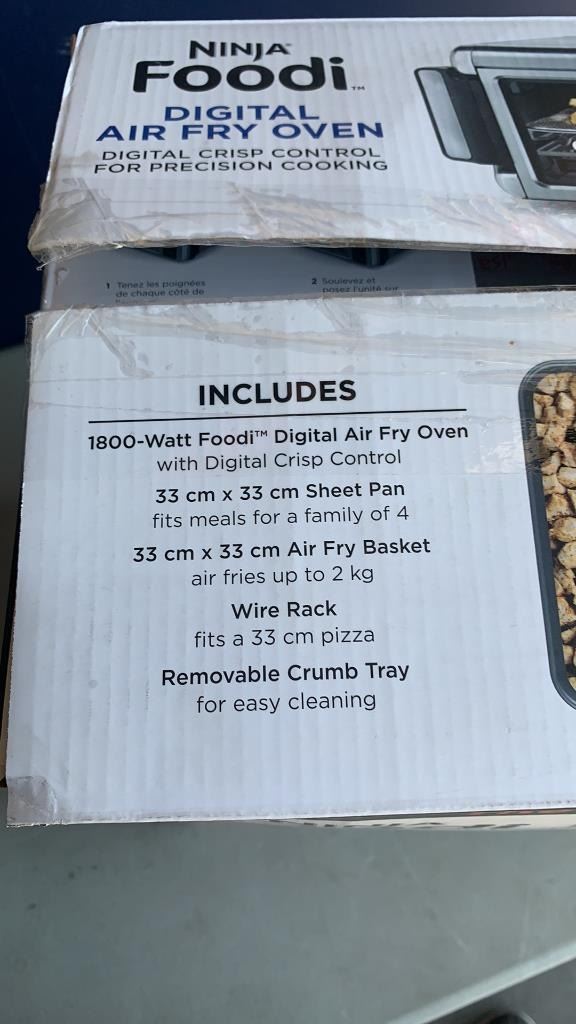 NINJA
Foodi™
DIGITAL
AIR FRY OVEN
DIGITAL CRISP CONTROL
FOR PRECISION COOKING
1 Tenez les poignées
de chaque côté de
2 Soulevez et
posez l'unité sur
INCLUDES
1800-Watt Foodi™ Digital Air Fry Oven
with Digital Crisp Control
33 cm x 33 cm Sheet Pan
fits meals for a family of 4
33 cm x 33 cm Air Fry Basket
air fries up to 2 kg
Wire Rack
fits a 33 cm pizza
Removable Crumb Tray
for easy cleaning